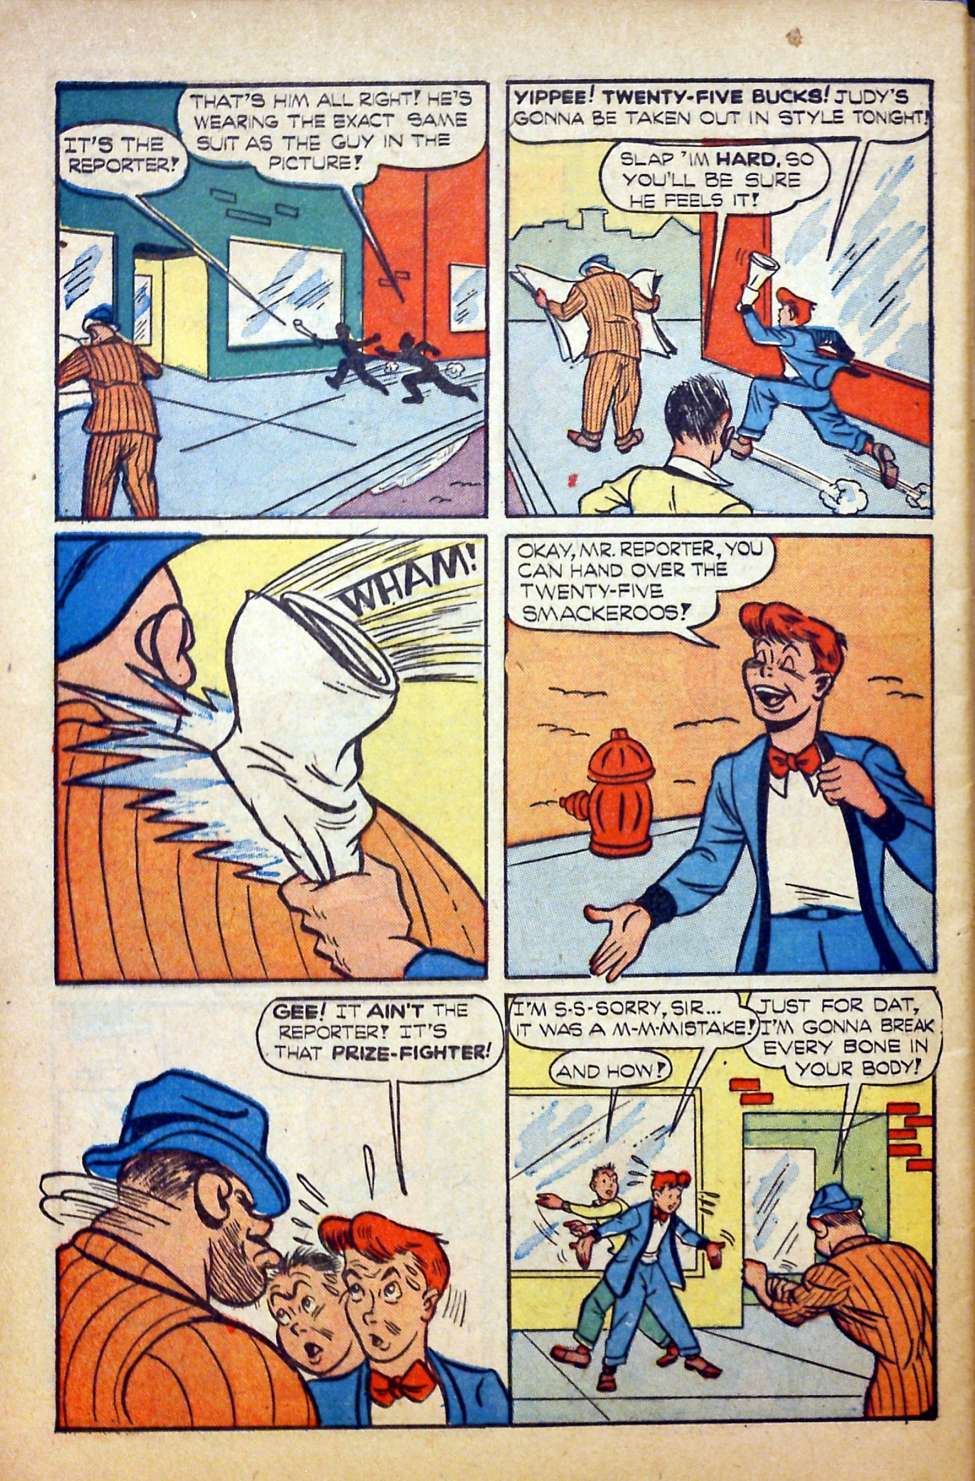 IT'S THE
REPORTER!
THAT'S HIM ALL RIGHT! HE'S
WEARING THE EXACT SAME
SUIT AS THE GUY IN THE
PICTURE!
YIPPEE! TWENTY-FIVE BUCKS! JUDY'S
GONNA BE TAKEN OUT IN STYLE TONIGHT!
SLAP 'IM HARD, SO
YOU'LL BE SURE
HE FEELS IT!
WHAM!
OKAY, MR. REPORTER, YOU
CAN HAND OVER THE
TWENTY-FIVE
SMACKEROOS!
GEE! IT AIN'T THE
REPORTER! IT'S
THAT PRIZE-FIGHTER!
I'M S-S-SORRY, SIR...
IT WAS A M-M-MISTAKE!
AND HOW!
JUST FOR DAT,
I'M GONNA BREAK
EVERY BONE IN
YOUR BODY!